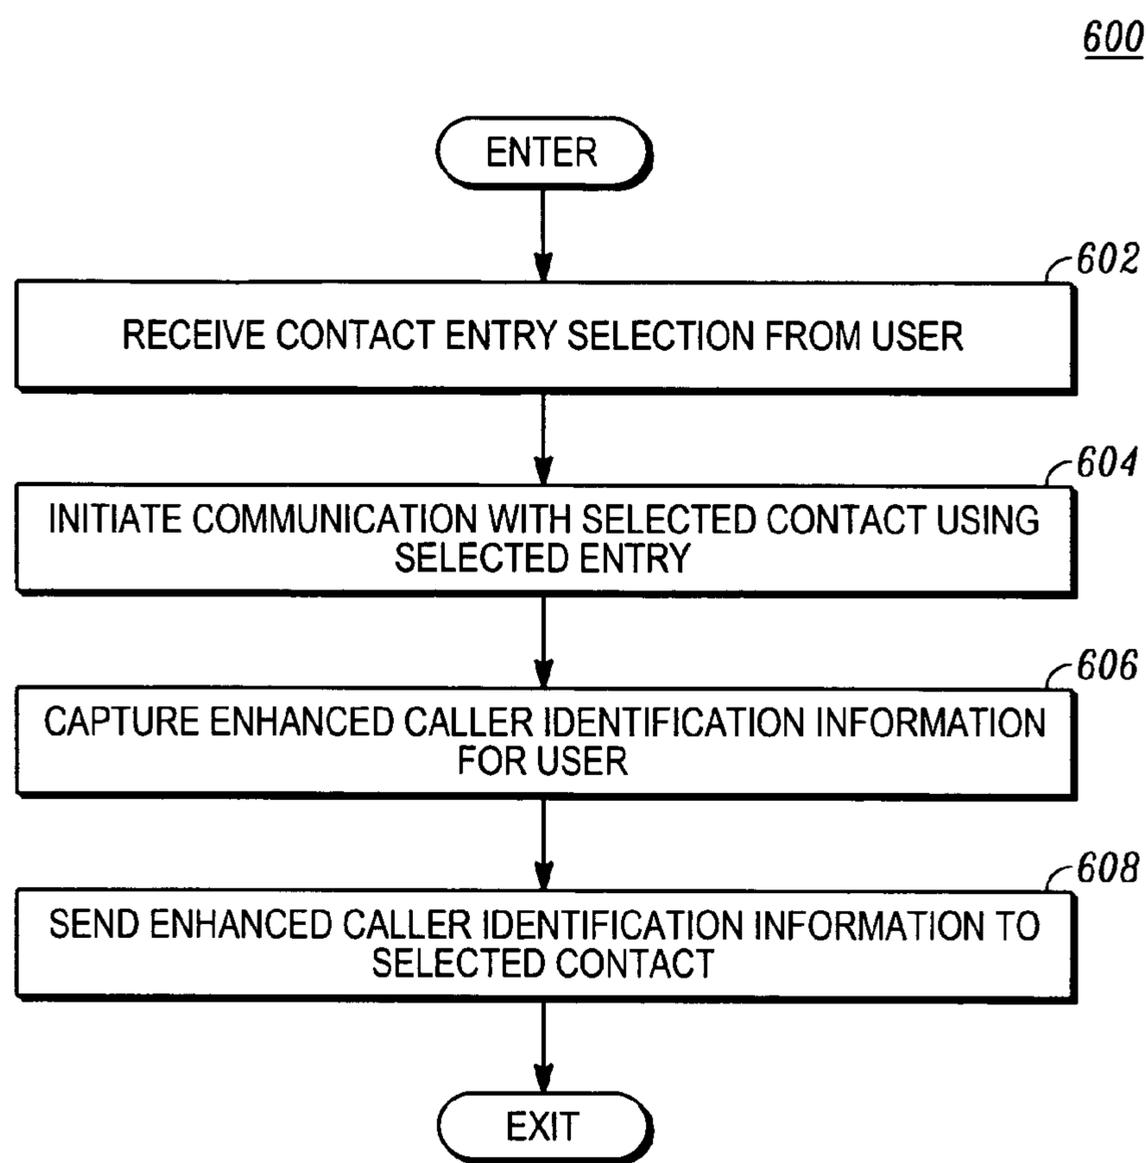 600
ENTER
602
RECEIVE CONTACT ENTRY SELECTION FROM USER
604
INITIATE COMMUNICATION WITH SELECTED CONTACT USING
SELECTED ENTRY
606
CAPTURE ENHANCED CALLER IDENTIFICATION INFORMATION
FOR USER
608
SEND ENHANCED CALLER IDENTIFICATION INFORMATION TO
SELECTED CONTACT
EXIT